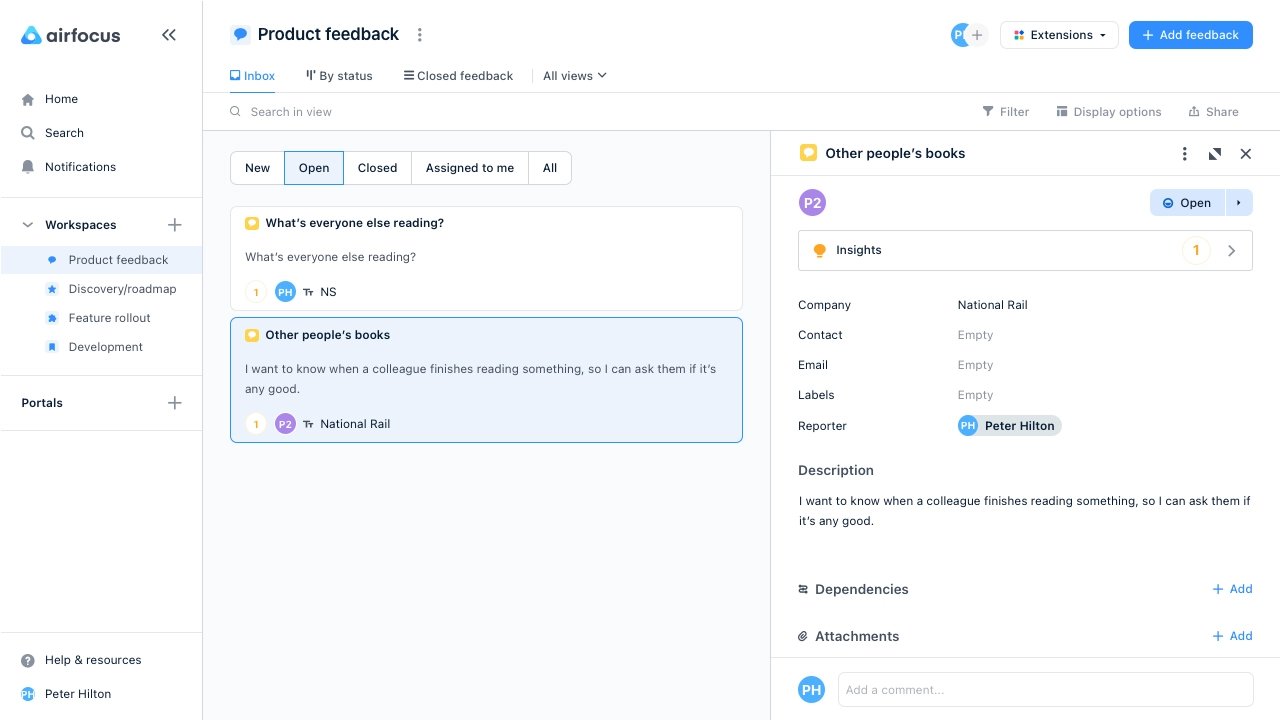 airfocus
Home
Search
Notifications
Workspaces
Product feedback
Discovery/roadmap
Feature rollout
Development
Portals
Help & resources
PH Peter Hilton
Product feedback
Extensions
Add feedback
Inbox By status Closed feedback All views
Search in view
Filter Display options Share
New Open Closed Assigned to me All
What's everyone else reading?
What's everyone else reading?
1 PH Tr NS
Other people's books
I want to know when a colleague finishes reading something, so I can ask them if it's
any good.
1 P2 Tr National Rail
Other people's books
P2 Open
Insights 1
Company National Rail
Contact Empty
Email Empty
Labels Empty
Reporter PH Peter Hilton
Description
I want to know when a colleague finishes reading something, so I can ask them if
it's any good.
Dependencies + Add
Attachments + Add
PH Add a comment...